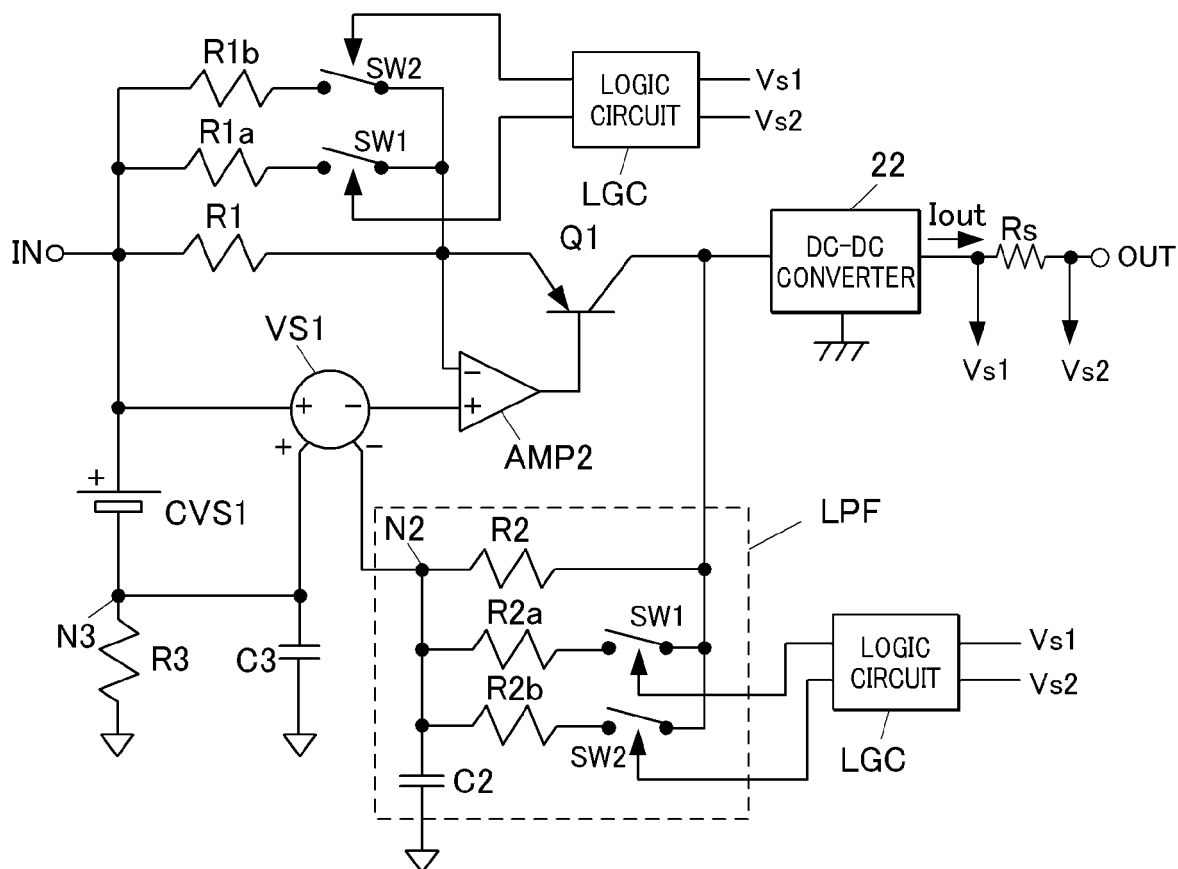 R1b
SW2
LOGIC
CIRCUIT
Vs1
Vs2
R1a
SW1
LGC
22
R1
Q1
Iout
Rs
IN
DC-DC
CONVERTER
OUT
VS1
Vs1
Vs2
+
−
−
+
+
−
AMP2
+
CVS1
LPF
N2
R2
N3
R3
C3
R2a
SW1
LOGIC
CIRCUIT
Vs1
Vs2
R2b
SW2
LGC
C2